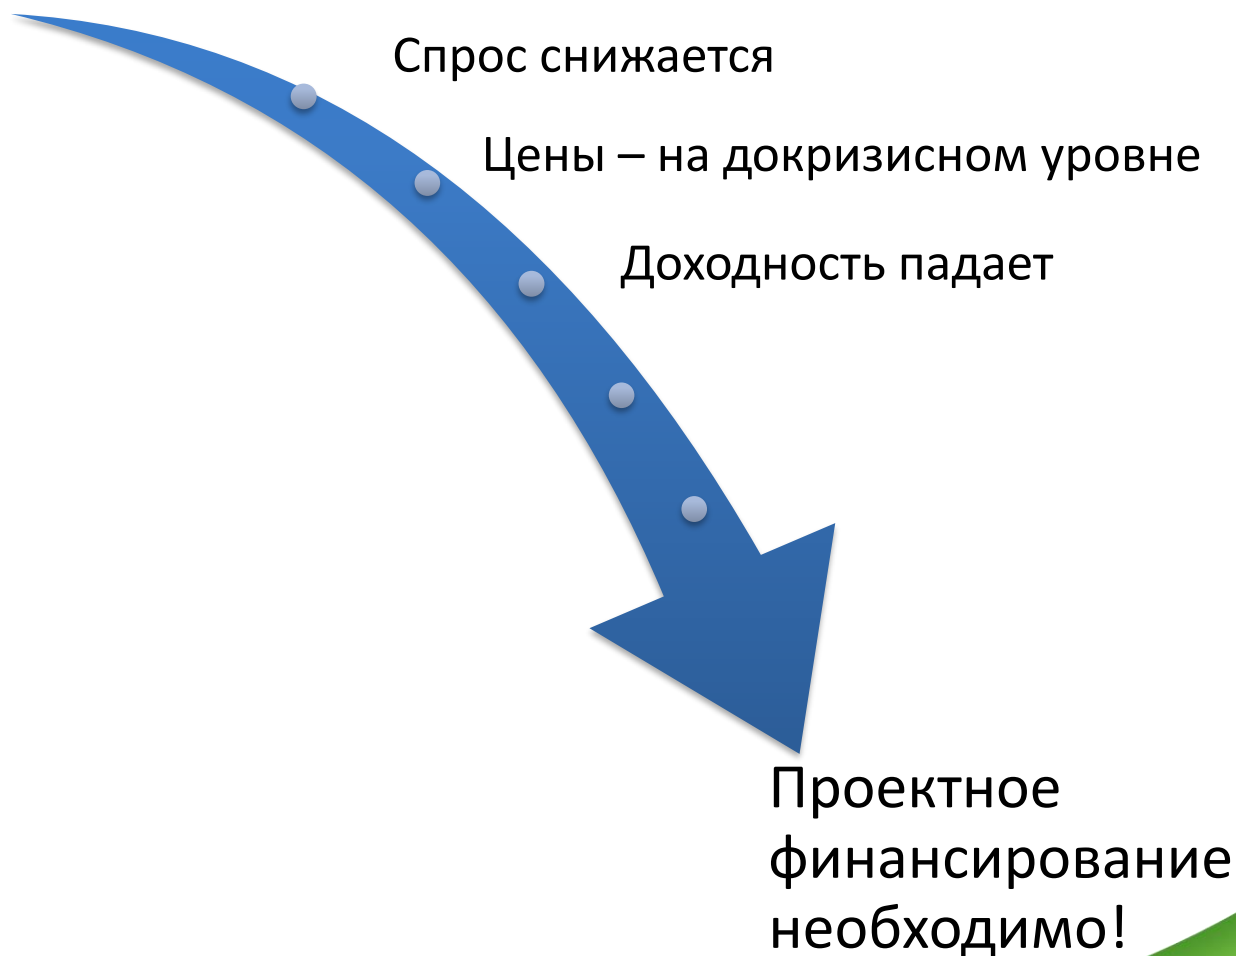 Спрос снижается
Цены – на докризисном уровне
Доходность падает
Проектное
финансирование
необходимо!